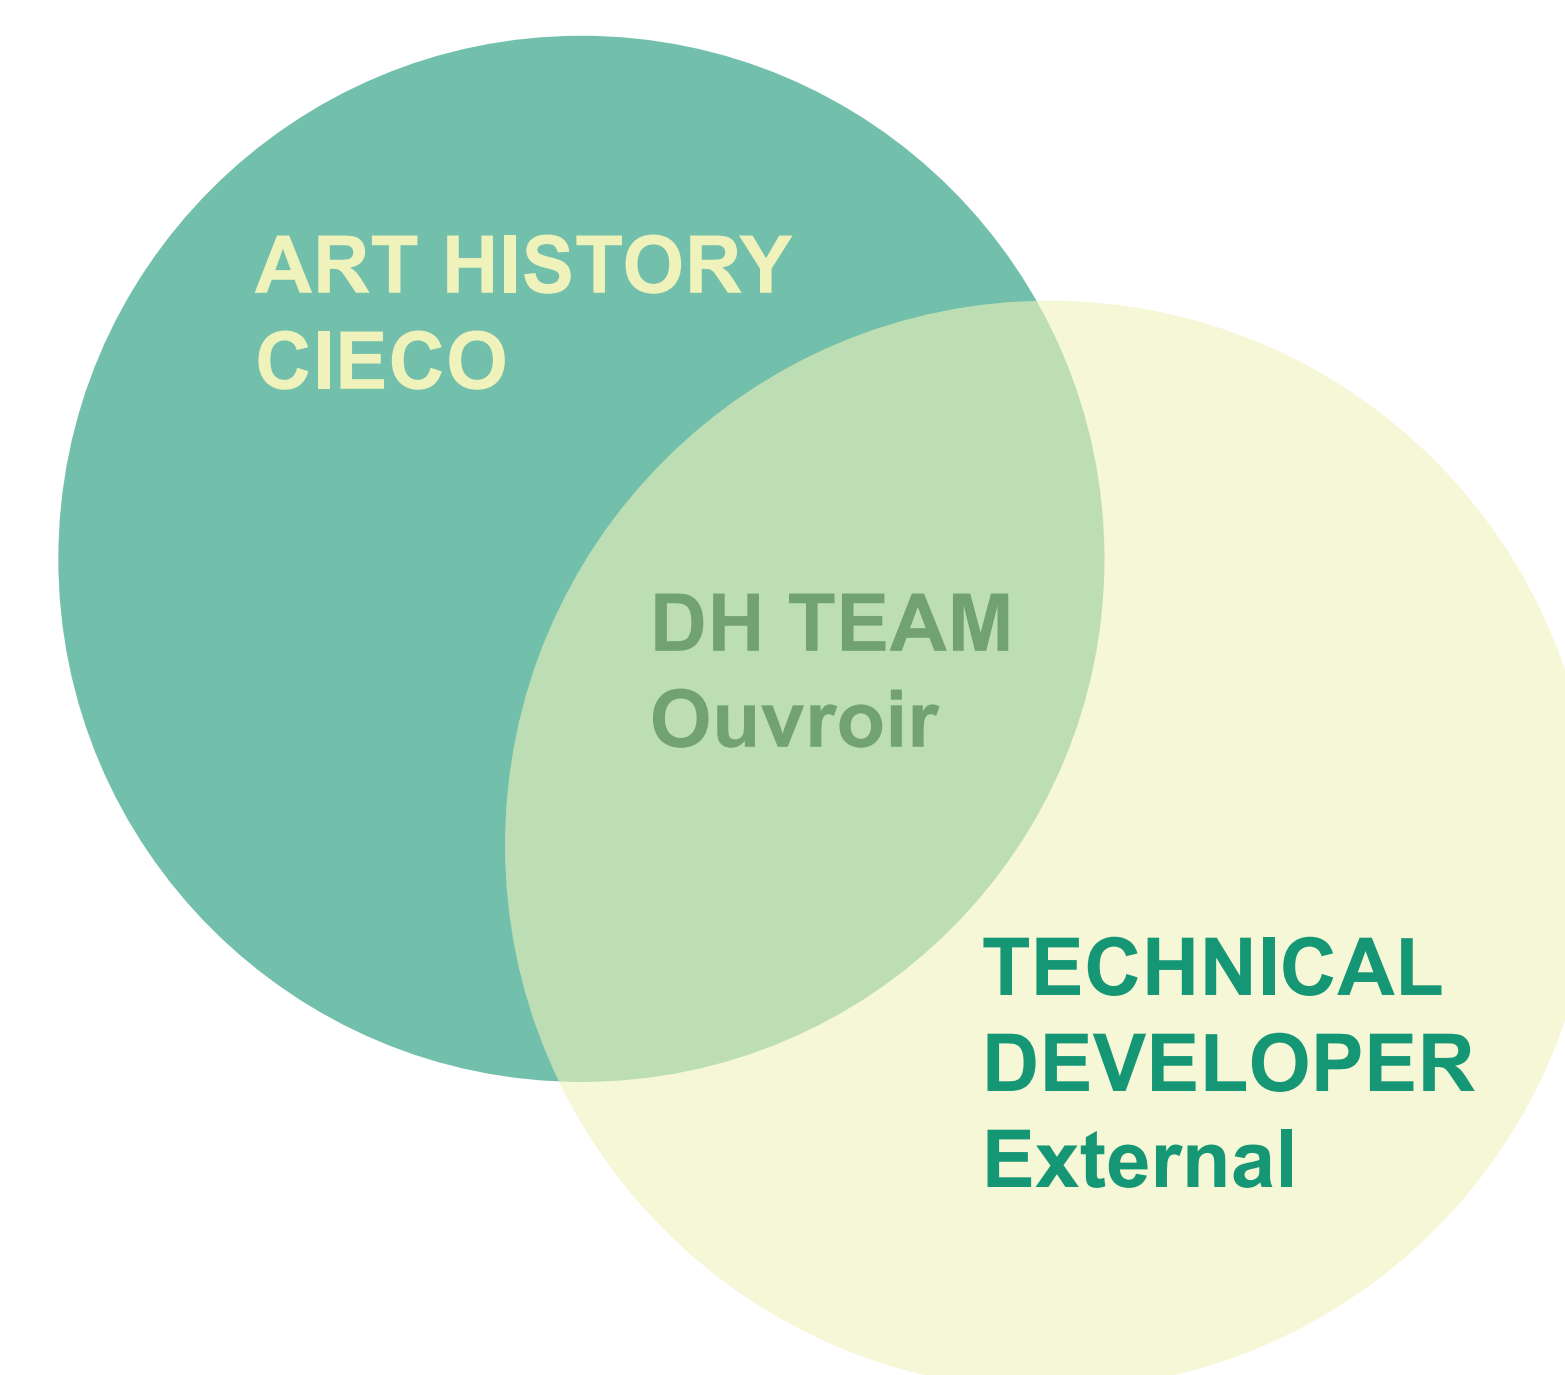 ART HISTORY
CIECO
DH TEAM
Ouvroir
TECHNICAL
DEVELOPER
External